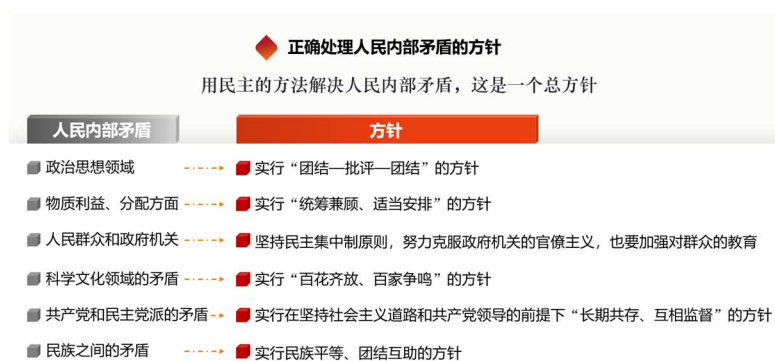 正确处理人民内部矛盾的方针
用民主的方法解决人民内部矛盾，这是一个总方针
人民内部矛盾 方针
政治思想领域 实行“团结—批评—团结”的方针
物质利益、分配方面 实行“统筹兼顾、适当安排”的方针
人民群众和政府机关 坚持民主集中制原则，努力克服政府机关的官僚主义，也要加强对群众的教育
科学文化领域的矛盾 实行“百花齐放、百家争鸣”的方针
共产党和民主党派的矛盾 实行在坚持社会主义道路和共产党领导的前提下“长期共存、互相监督”的方针
民族之间的矛盾 实行民族平等、团结互助的方针